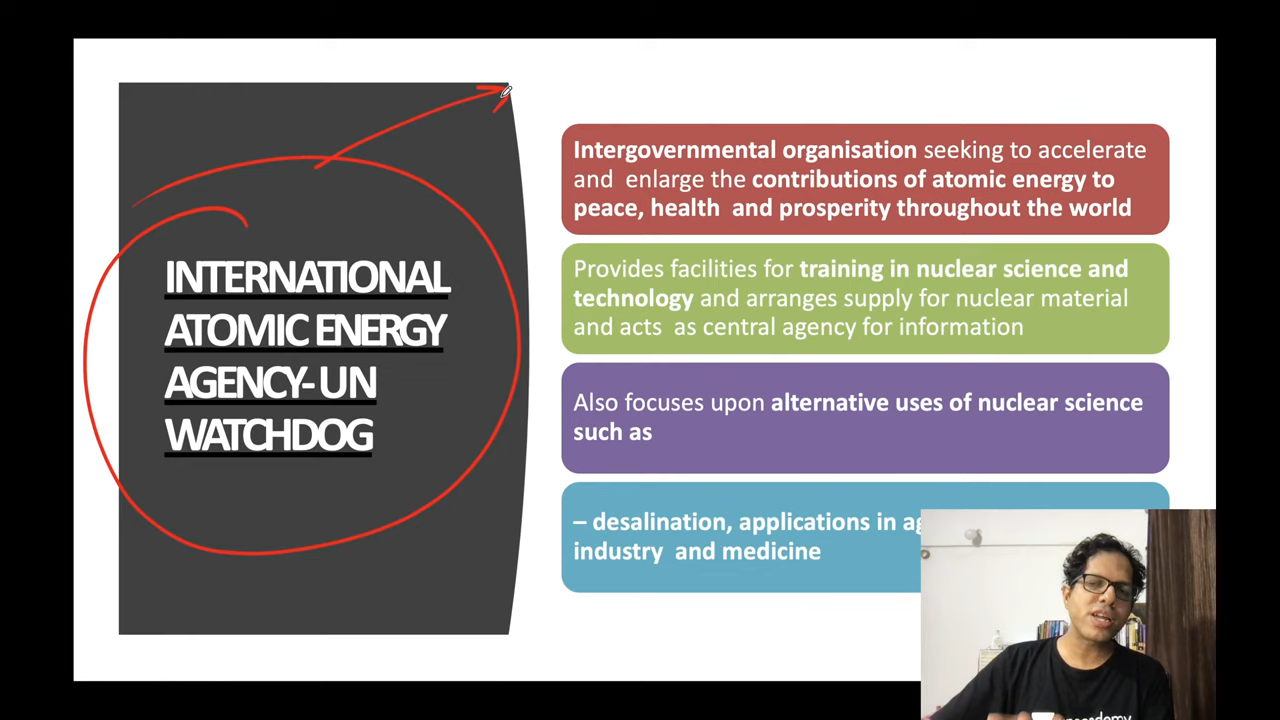 INTERNATIONAL
ATOMIC ENERGY
AGENCY- UN
WATCHDOG
Intergovernmental organisation seeking to accelerate
and enlarge the contributions of atomic energy to
peace, health and prosperity throughout the world
Provides facilities for training in nuclear science and
technology and arranges supply for nuclear material
and acts as central agency for information
Also focuses upon alternative uses of nuclear science
such as
– desalination, applications in
industry and medicine